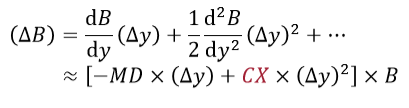 (Δ𝐵) = d𝐵/d𝑦 (Δ𝑦) + 1/2 d²𝐵/d𝑦² (Δ𝑦)² + ⋯
≈ [−𝑀𝐷 × (Δ𝑦) + 𝐶𝑋 × (Δ𝑦)²] × 𝐵